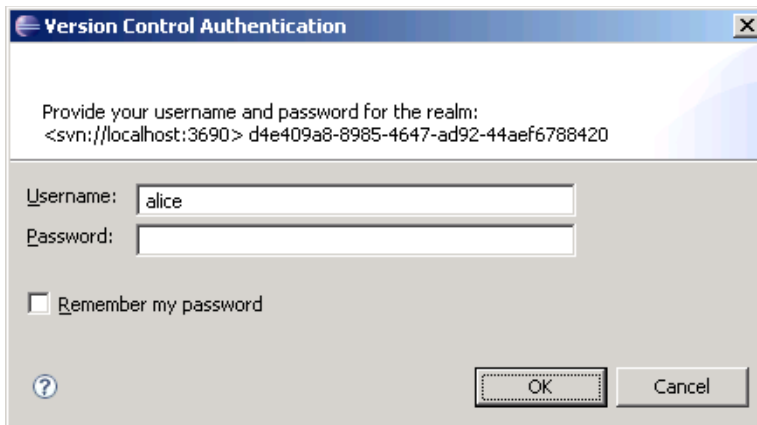 Version Control Authentication
Provide your username and password for the realm:
<svn://localhost:3690> d4e409a8-8985-4647-ad92-44aef6788420
Username: alice
Password:
Remember my password
? OK Cancel